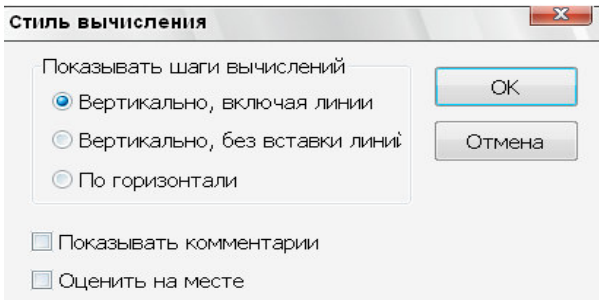 Стиль вычисления
Показывать шаги вычислений
Вертикально, включая линии
OK
Вертикально, без вставки линий
Отмена
По горизонтали
Показывать комментарии
Оценить на месте